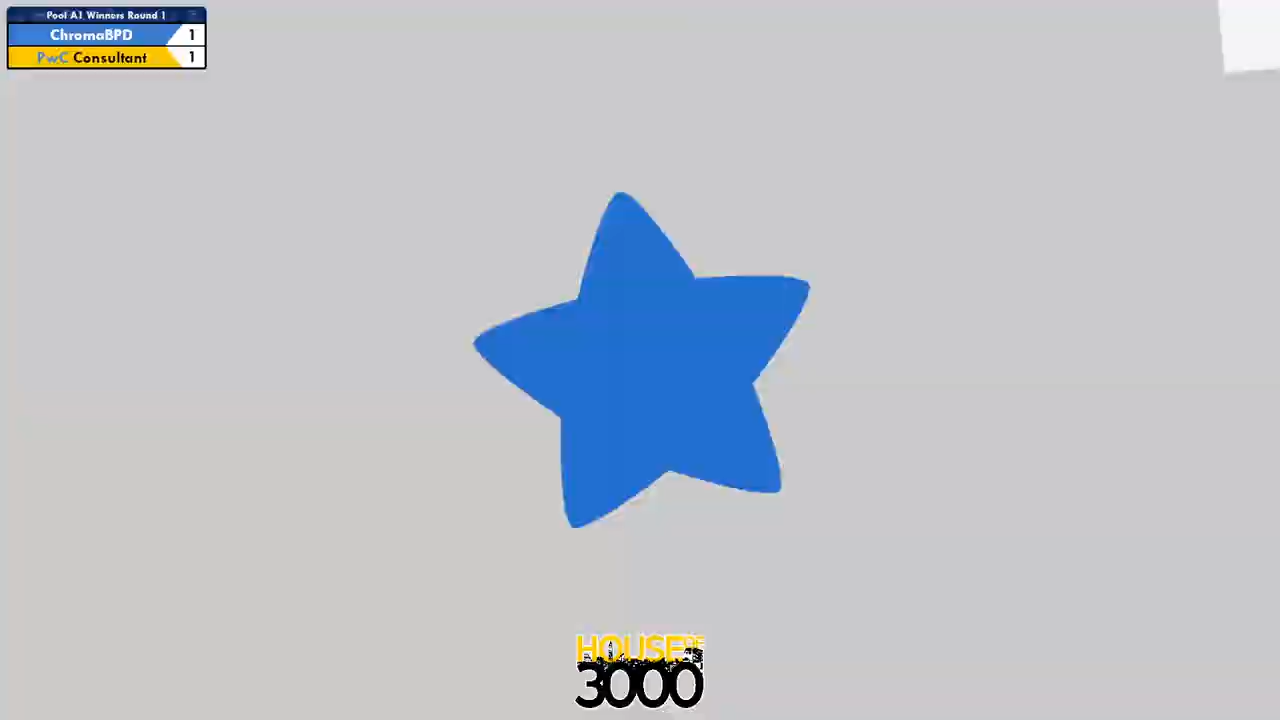 Pool A1 Winners Round 1
ChromaBPD 1
PwC Consultant 1
HOUSE OF
3000